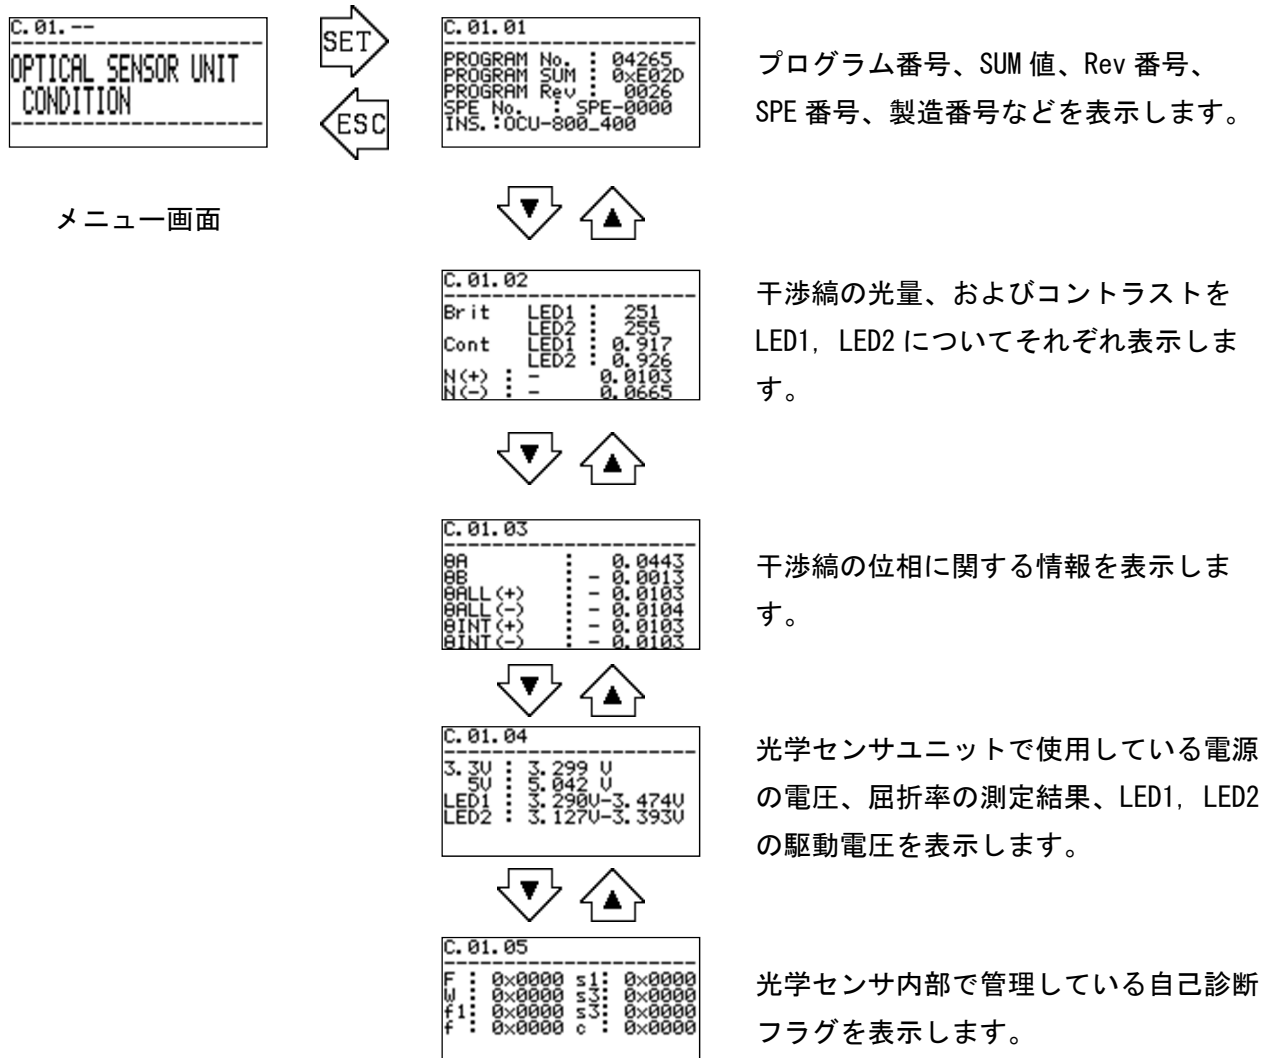 C.01.--
OPTICAL SENSOR UNIT
CONDITION
SET
ESC
メニュー画面
C.01.01
PROGRAM No. : 04265
PROGRAM SUM : 0xE02D
PROGRAM Rev : 0026
SPE No. : SPE-0000
INS.:OCU-800_400
プログラム番号、SUM 値、Rev 番号、
SPE 番号、製造番号などを表示します。
▼ ▲
C.01.02
Brit LED1 : 251
LED2 : 255
Cont LED1 : 0.917
LED2 : 0.926
N(+) : - 0.0103
N(-) : - 0.0665
干渉縞の光量、およびコントラストを
LED1, LED2 についてそれぞれ表示しま
す。
▼ ▲
C.01.03
θA : 0.0443
θB : - 0.0013
θALL(+) : - 0.0103
θALL(-) : - 0.0104
θINT(+) : - 0.0103
θINT(-) : - 0.0103
干渉縞の位相に関する情報を表示しま
す。
▼ ▲
C.01.04
3.3V : 3.299 V
5V : 5.042 V
LED1 : 3.290V-3.474V
LED2 : 3.127V-3.393V
光学センサユニットで使用している電源
の電圧、屈折率の測定結果、LED1, LED2
の駆動電圧を表示します。
▼ ▲
C.01.05
F : 0x0000 s1: 0x0000
W : 0x0000 s3: 0x0000
f1: 0x0000 s3: 0x0000
f : 0x0000 c : 0x0000
光学センサ内部で管理している自己診断
フラグを表示します。